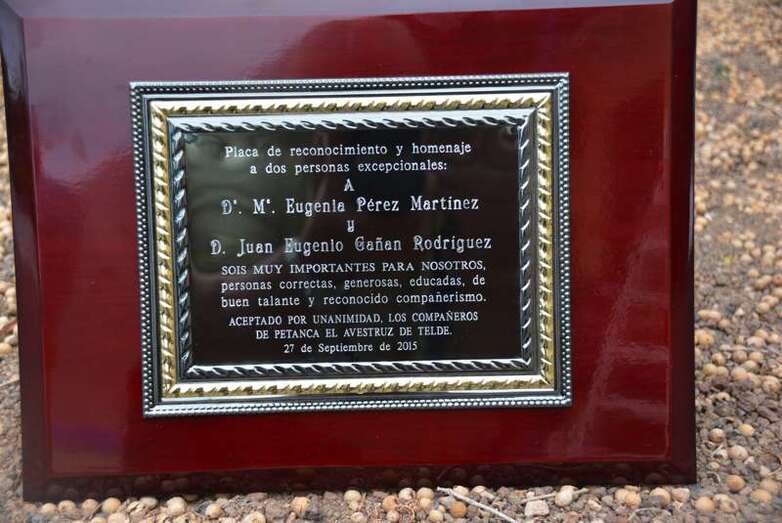 Placa de reconocimiento y homenaje
a dos personas excepcionales:
A
Dª. Mª. Eugenia Pérez Martínez
y
D. Juan Eugenio Gañan Rodríguez
SOIS MUY IMPORTANTES PARA NOSOTROS,
personas correctas, generosas, educadas, de
buen talante y reconocido compañerismo.
ACEPTADO POR UNANIMIDAD, LOS COMPAÑEROS
DE PETANCA EL AVESTRUZ DE TELDE.
27 de Septiembre de 2015